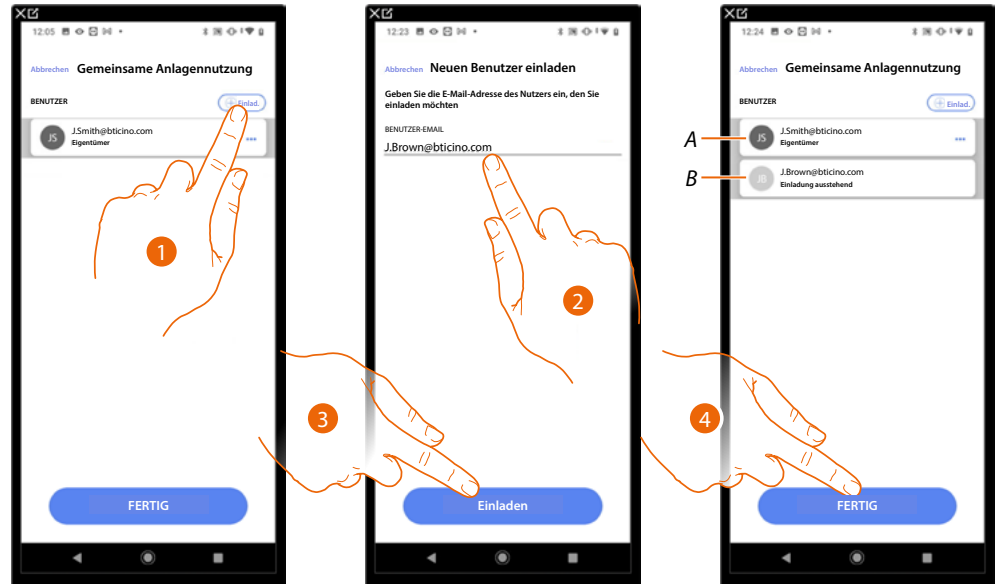 12:05
Abbrechen Gemeinsame Anlagennutzung
BENUTZER
Einlad.
JS
J.Smith@bticino.com
Eigentümer
1
FERTIG
12:23
Abbrechen Neuen Benutzer einladen
Geben Sie die E-Mail-Adresse des Nutzers ein, den Sie
einladen möchten
BENUTZER-EMAIL
J.Brown@bticino.com
2
3
Einladen
12:24
Abbrechen Gemeinsame Anlagennutzung
BENUTZER
Einlad.
A
JS
J.Smith@bticino.com
Eigentümer
B
JB
J.Brown@bticino.com
Einladung ausstehend
4
FERTIG